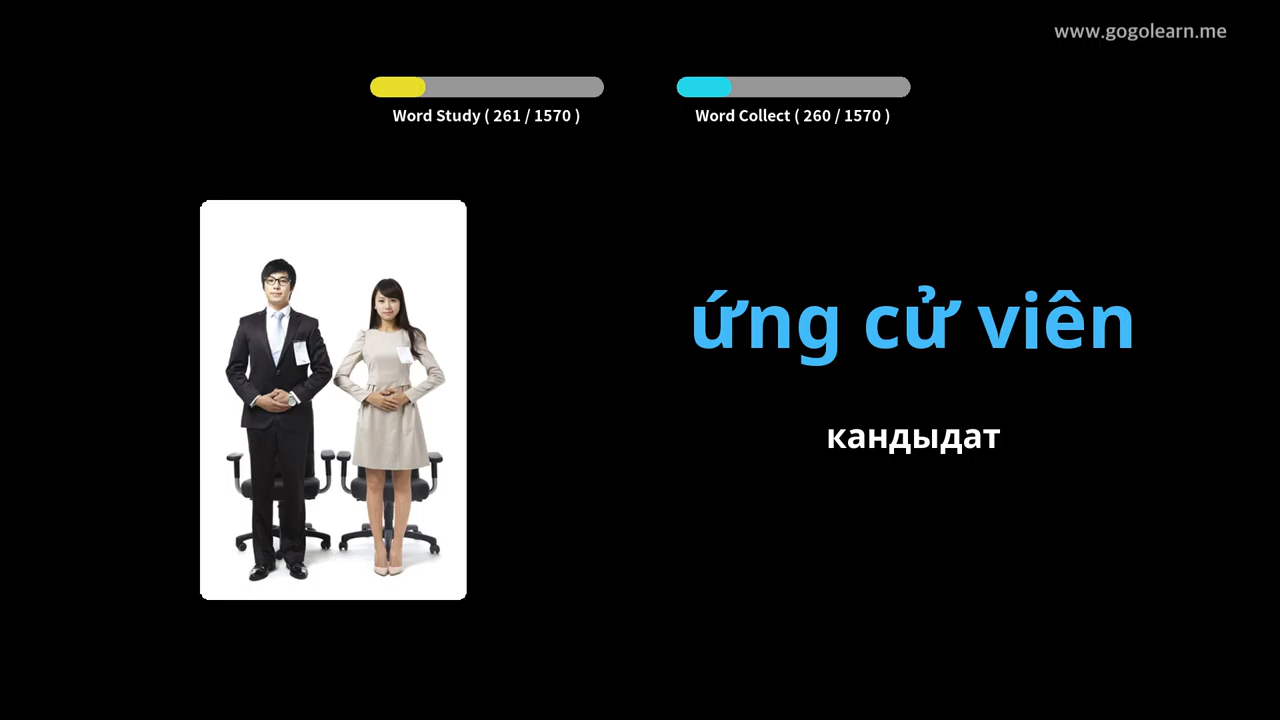 www.gogolearn.me
Word Study ( 261 / 1570 )
Word Collect ( 260 / 1570 )
ứng cử viên
кандыдат